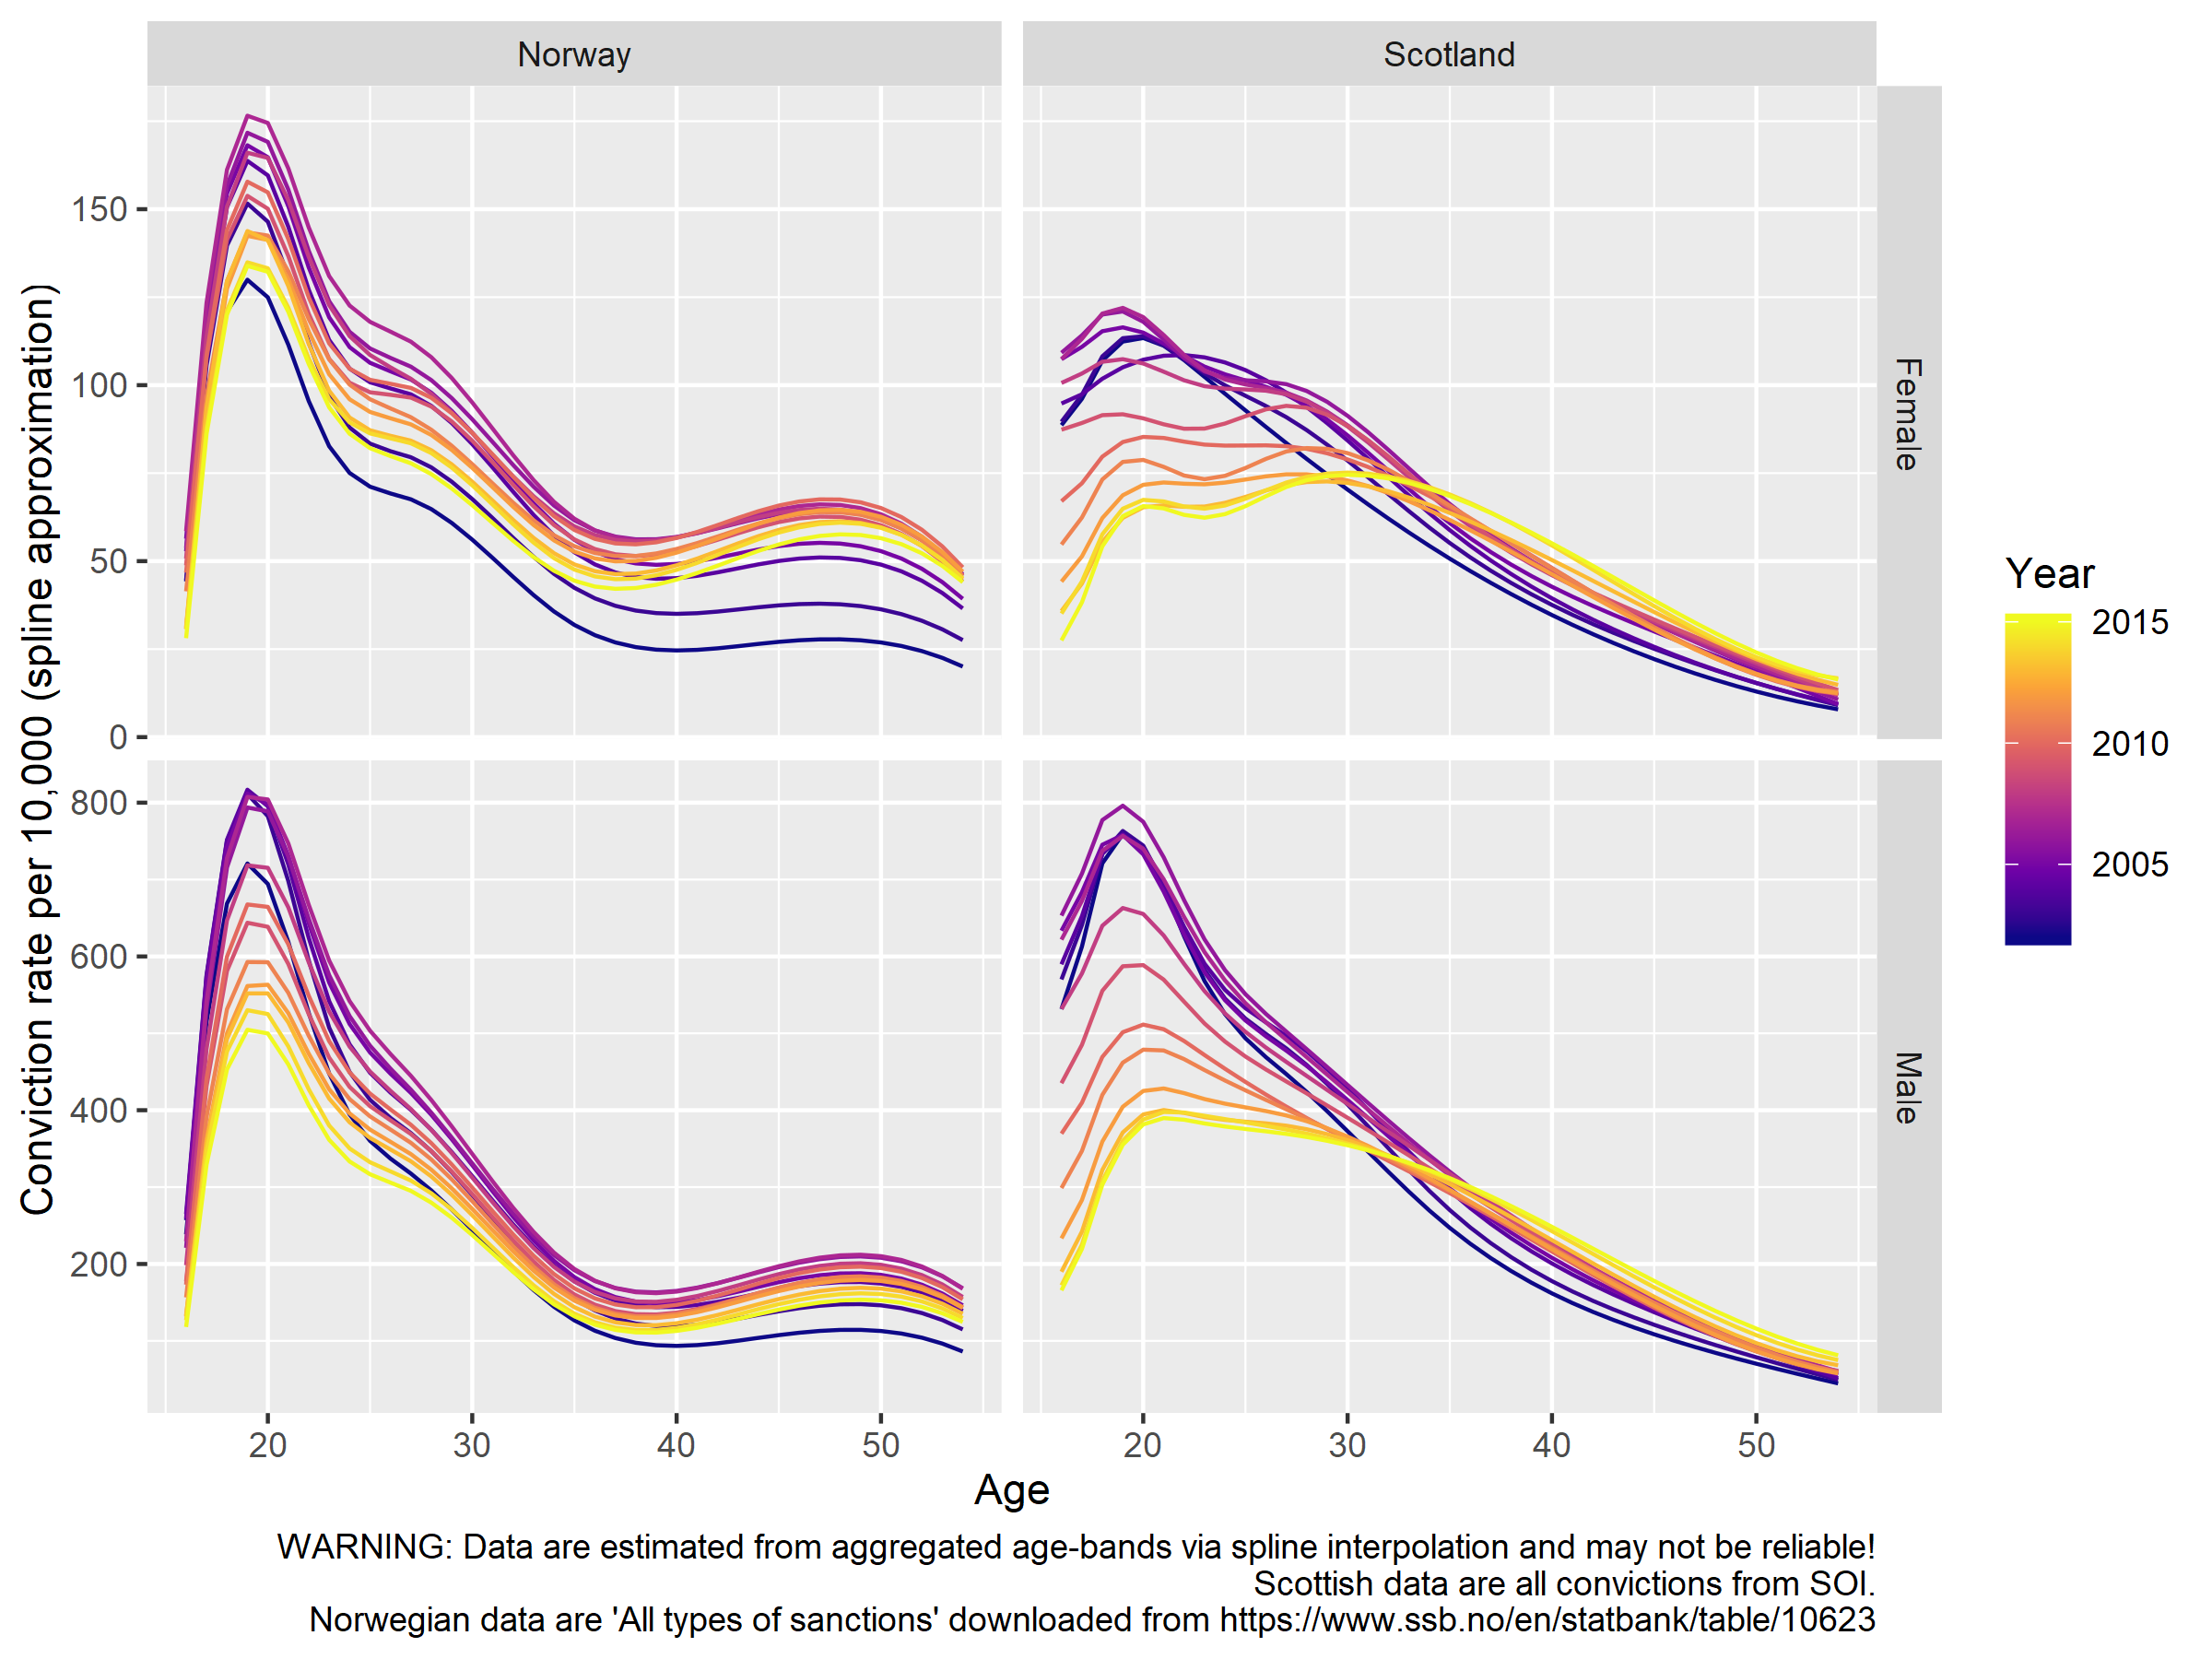 Norway
Scotland
150
100
50
0
Female
800
600
400
200
Male
20
30
40
50
20
30
40
50
Age
Conviction rate per 10,000 (spline approximation)
Year
2015
2010
2005
WARNING: Data are estimated from aggregated age-bands via spline interpolation and may not be reliable!
Scottish data are all convictions from SOI.
Norwegian data are 'All types of sanctions' downloaded from https://www.ssb.no/en/statbank/table/10623